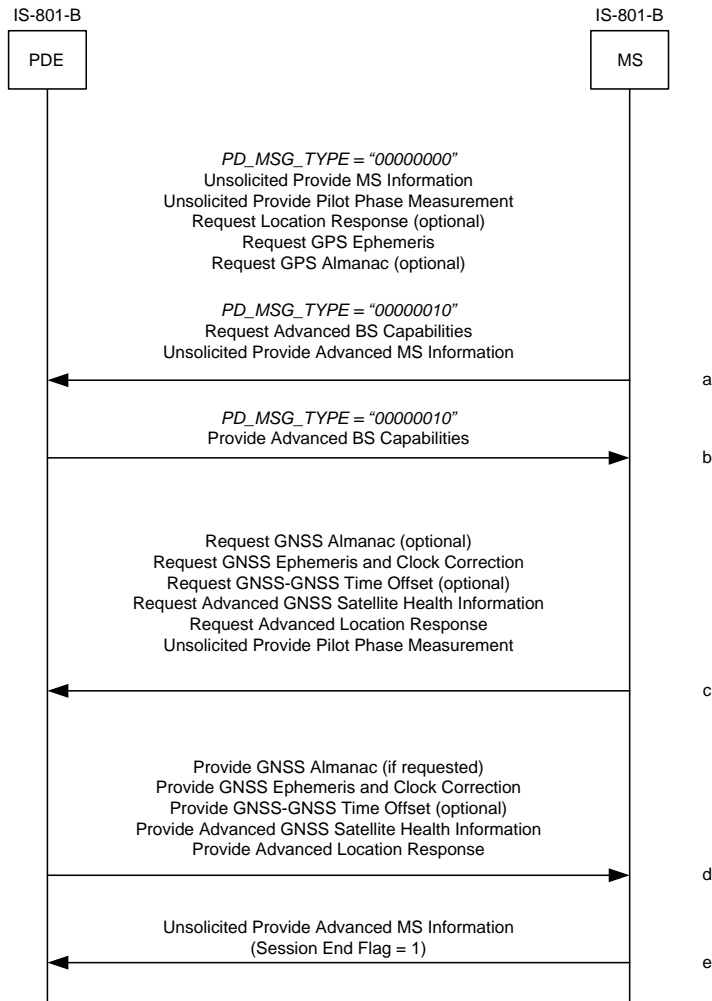 IS-801-B IS-801-B
PDE MS
PD_MSG_TYPE = “00000000”
Unsolicited Provide MS Information
Unsolicited Provide Pilot Phase Measurement
Request Location Response (optional)
Request GPS Ephemeris
Request GPS Almanac (optional)
PD_MSG_TYPE = “00000010”
Request Advanced BS Capabilities
Unsolicited Provide Advanced MS Information
a
PD_MSG_TYPE = “00000010”
Provide Advanced BS Capabilities
b
Request GNSS Almanac (optional)
Request GNSS Ephemeris and Clock Correction
Request GNSS-GNSS Time Offset (optional)
Request Advanced GNSS Satellite Health Information
Request Advanced Location Response
Unsolicited Provide Pilot Phase Measurement
c
Provide GNSS Almanac (if requested)
Provide GNSS Ephemeris and Clock Correction
Provide GNSS-GNSS Time Offset (optional)
Provide Advanced GNSS Satellite Health Information
Provide Advanced Location Response
d
Unsolicited Provide Advanced MS Information
(Session End Flag = 1)
e